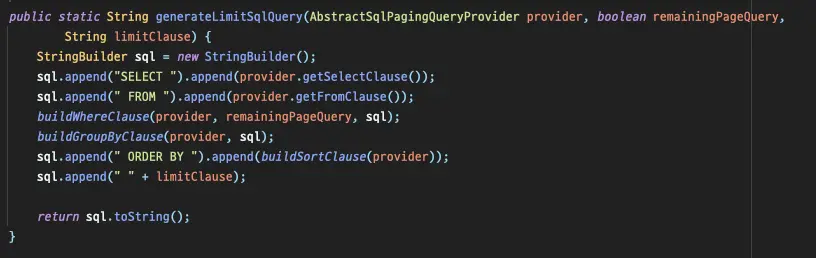 public static String generateLimitSqlQuery(AbstractSqlPagingQueryProvider provider, boolean remainingPageQuery,
        String limitClause) {
    StringBuilder sql = new StringBuilder();
    sql.append("SELECT ").append(provider.getSelectClause());
    sql.append(" FROM ").append(provider.getFromClause());
    buildWhereClause(provider, remainingPageQuery, sql);
    buildGroupByClause(provider, sql);
    sql.append(" ORDER BY ").append(buildSortClause(provider));
    sql.append(" " + limitClause);

    return sql.toString();
}